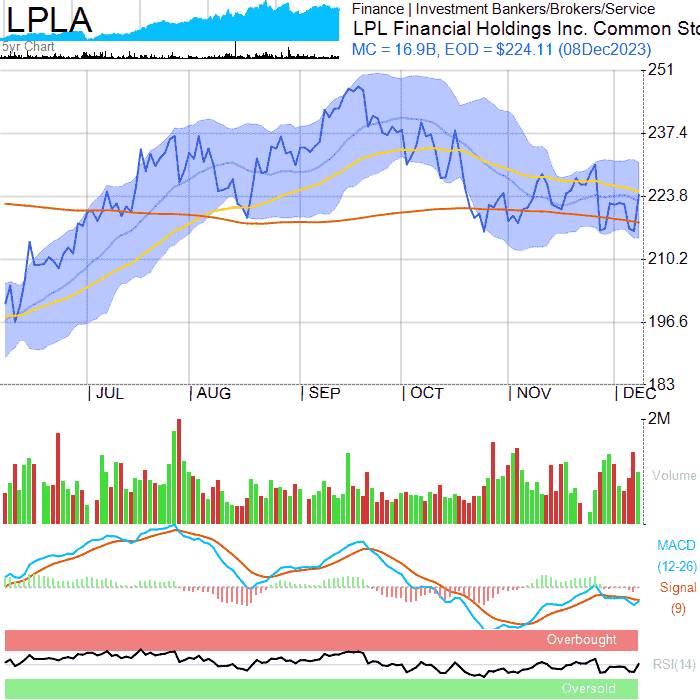 LPLA
5yr Chart
Finance | Investment Bankers/Brokers/Service
LPL Financial Holdings Inc. Common Sto
MC = 16.9B, EOD = $224.11 (08Dec2023)
251
237.4
223.8
210.2
196.6
183
JUL AUG SEP OCT NOV DEC
2M
Volume
MACD
(12-26)
Signal
(9)
Overbought
RSI(14)
Oversold